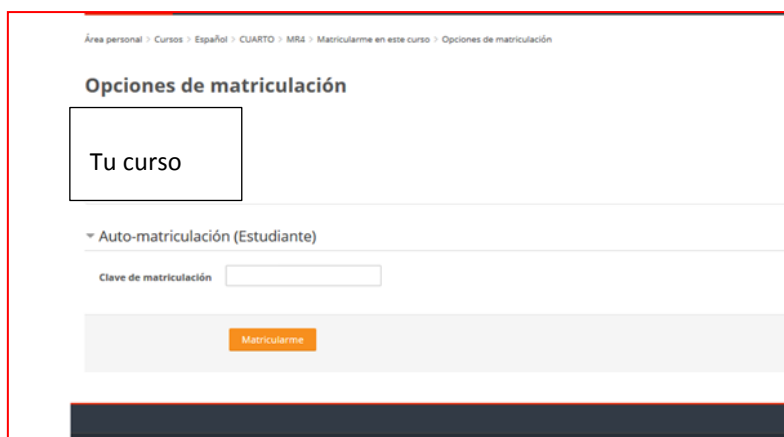 Área personal > Cursos > Español > CUARTO > MR4 > Matricularme en este curso > Opciones de matriculación
Opciones de matriculación
Tu curso
Auto-matriculación (Estudiante)
Clave de matriculación
Matricularme